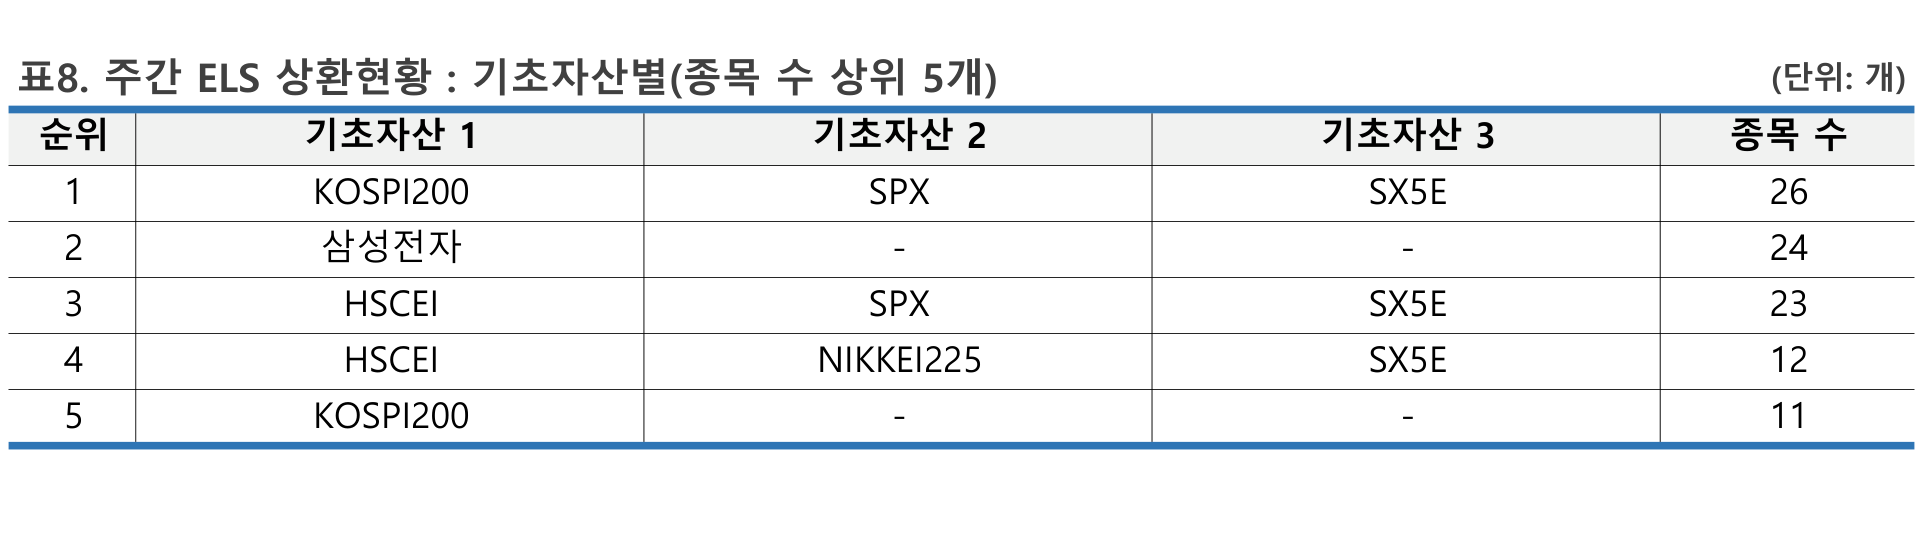 표8. 주간 ELS 상환현황 : 기초자산별(종목 수 상위 5개) (단위: 개)
순위 기초자산 1 기초자산 2 기초자산 3 종목 수
1 KOSPI200 SPX SX5E 26
2 삼성전자 - - 24
3 HSCEI SPX SX5E 23
4 HSCEI NIKKEI225 SX5E 12
5 KOSPI200 - - 11